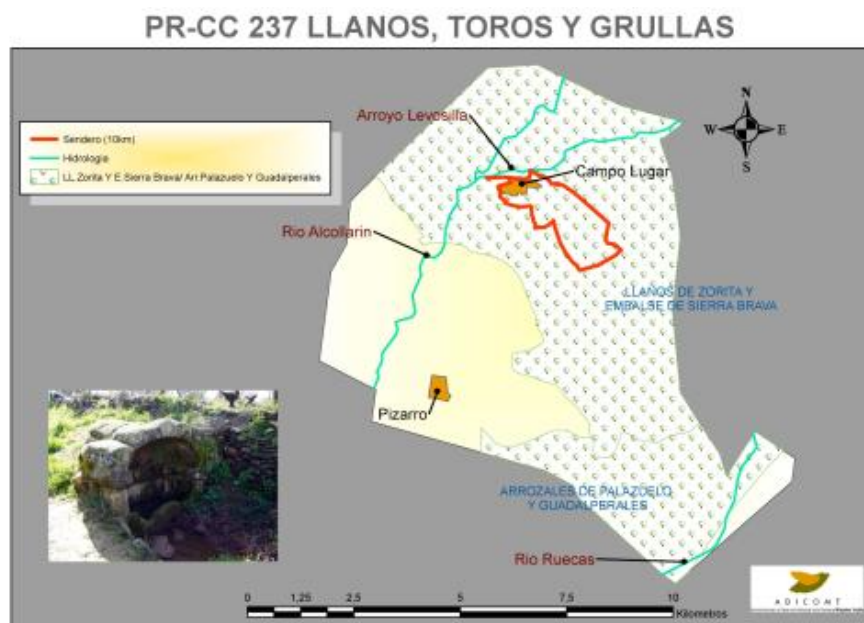 PR-CC 237 LLANOS, TOROS Y GRULLAS
Sendero (10km)
Hidrología
LL Zorita Y E.Sierra Brava/ Arr.Palazuelo Y Guadalperales
N
W
E
S
Arroyo Levosilla
Campo Lugar
Rio Alcollarin
LLANOS DE ZORITA Y
EMBALSE DE SIERRA BRAVA
Pizarro
ARROZALES DE PALAZUELO
Y GUADALPERALES
Rio Ruecas
0 1,25 2,5 5 7,5 10
Kilometros
ADICOMT